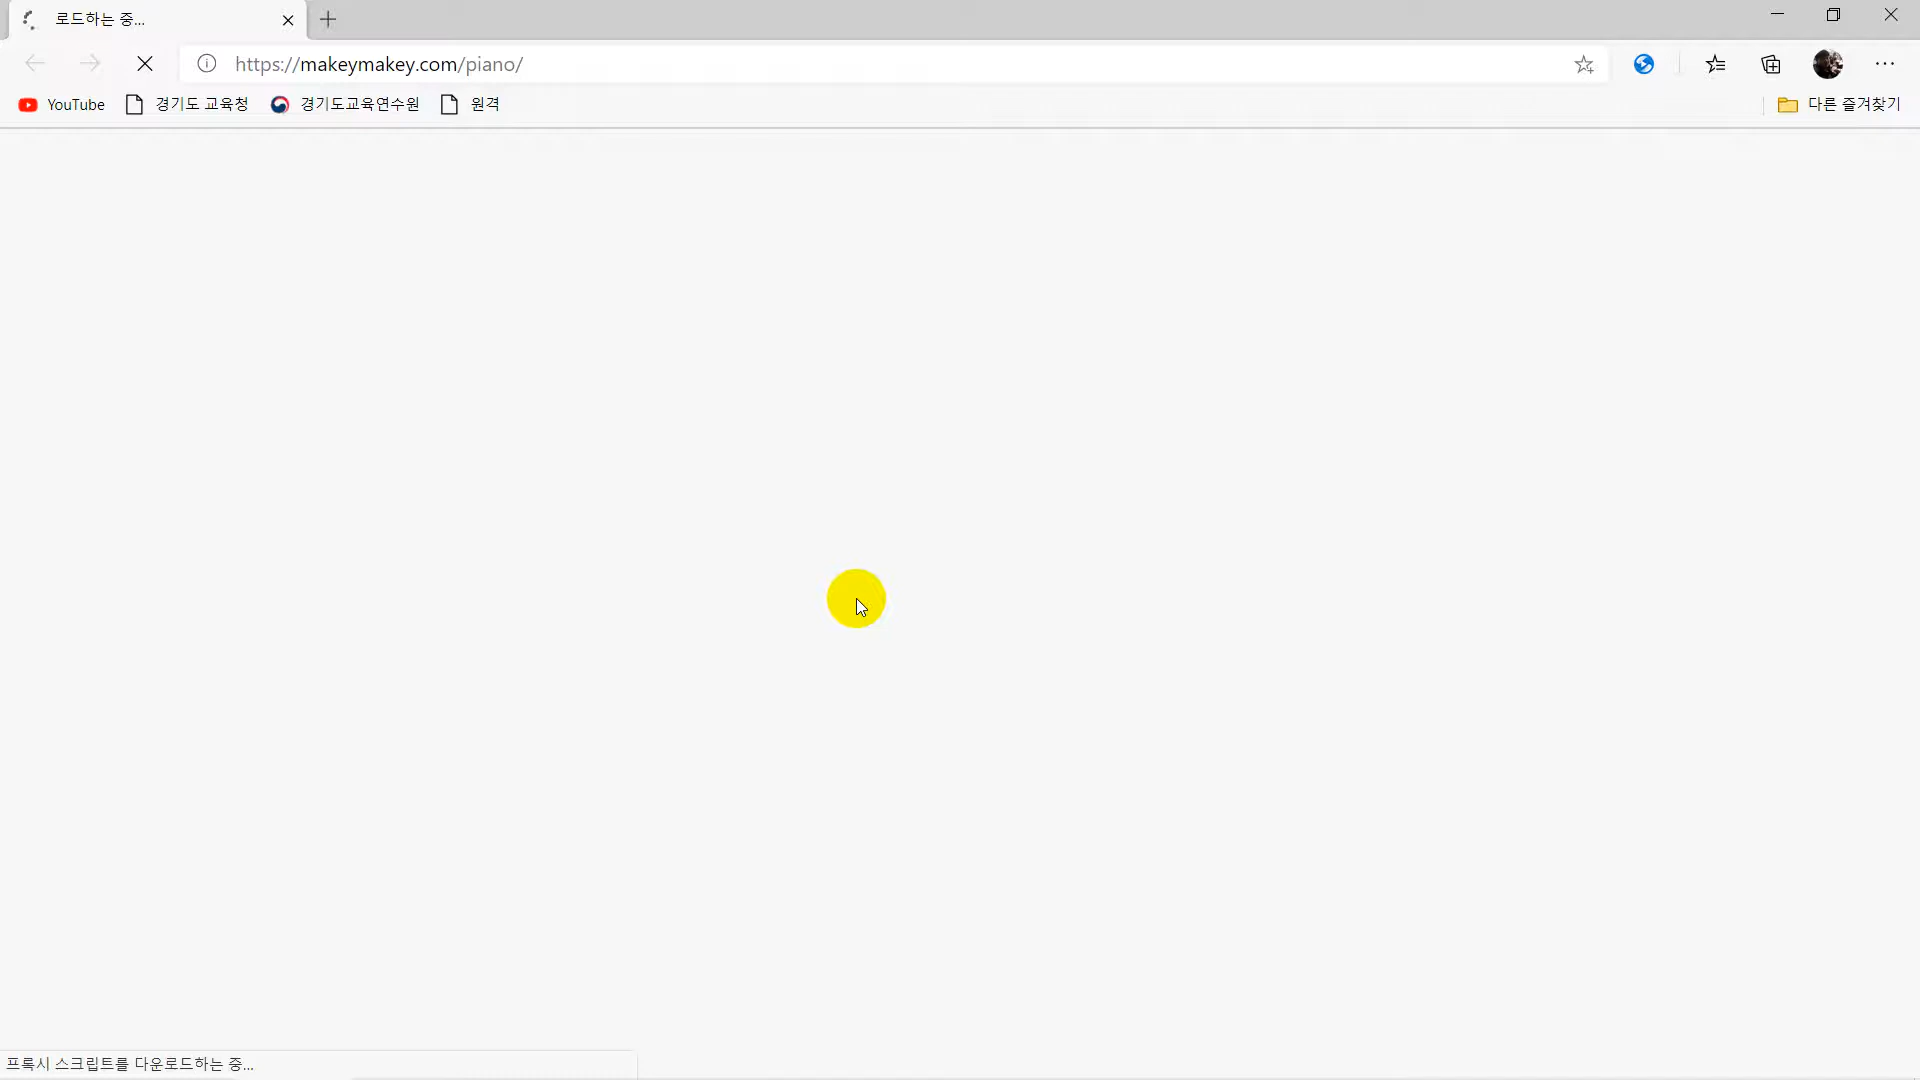 로드하는 중...
https://makeymakey.com/piano/
YouTube 경기도 교육청 경기도교육연수원 원격 다른 즐겨찾기
프록시 스크립트를 다운로드하는 중...